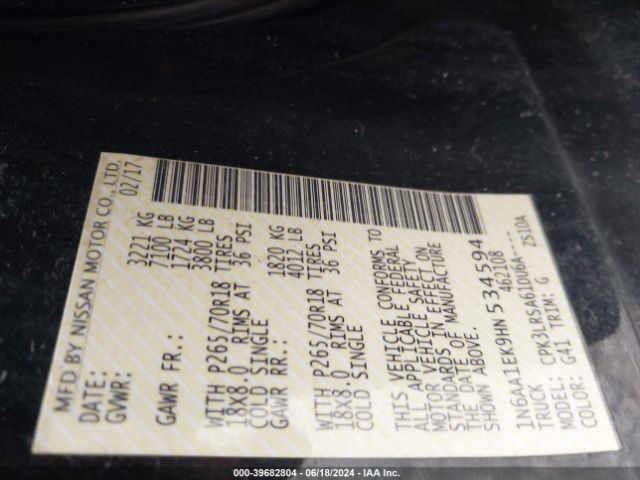 MFD BY NISSAN MOTOR CO., LTD.
DATE: 02/17
GVWR: 3221 KG
7100 LB
GAWR FR.: 1724 KG
3800 LB
WITH P265/70R18 TIRES
18X8.0 RIMS AT 36 PSI
COLD SINGLE
GAWR RR.: 1820 KG
4012 LB
WITH P265/70R18 TIRES
18X8.0 RIMS AT 36 PSI
COLD SINGLE
THIS VEHICLE CONFORMS TO
ALL APPLICABLE FEDERAL
MOTOR VEHICLE SAFETY
STANDARDS IN EFFECT ON
THE DATE OF MANUFACTURE
SHOWN ABOVE.
1N6AA1EK9HN534594
TRUCK 462108
MODEL: CPK3LRSA61DU6A----
COLOR: G41 TRIM: G ZS10A
000-39682804 - 06/18/2024 - IAA Inc.